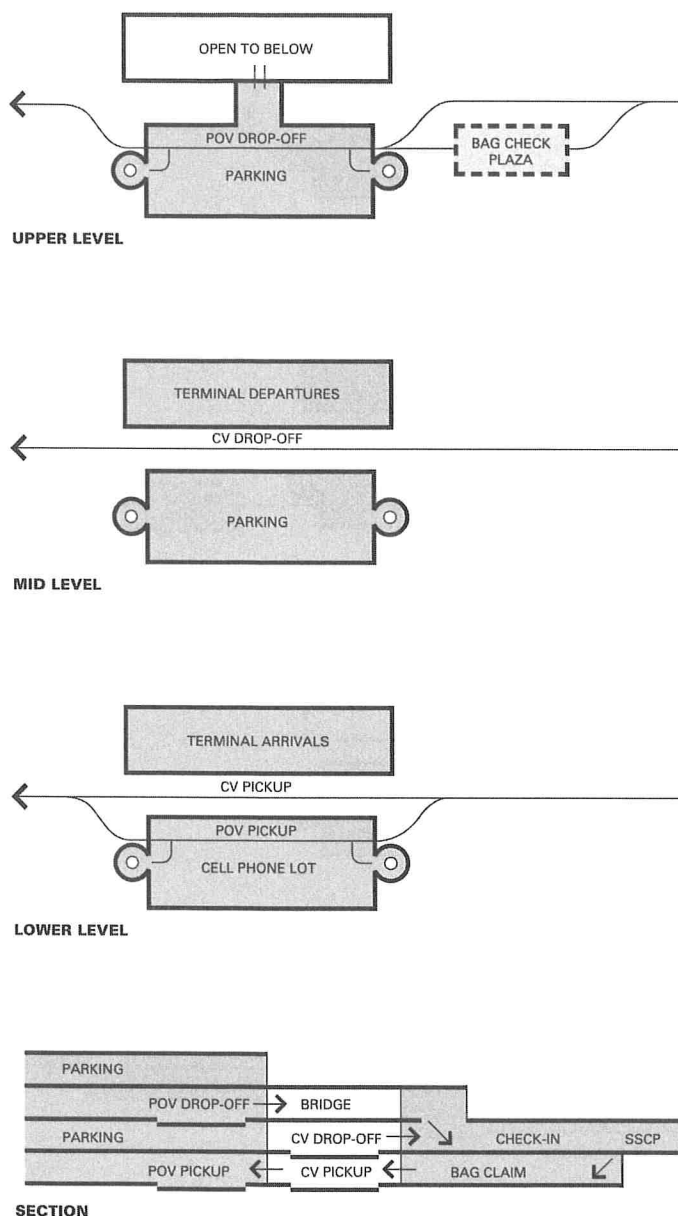 OPEN TO BELOW
POV DROP-OFF
BAG CHECK
PLAZA
PARKING
UPPER LEVEL
TERMINAL DEPARTURES
CV DROP-OFF
PARKING
MID LEVEL
TERMINAL ARRIVALS
CV PICKUP
POV PICKUP
CELL PHONE LOT
LOWER LEVEL
PARKING
POV DROP-OFF
BRIDGE
PARKING
CV DROP-OFF
CHECK-IN
SSCP
POV PICKUP
CV PICKUP
BAG CLAIM
SECTION